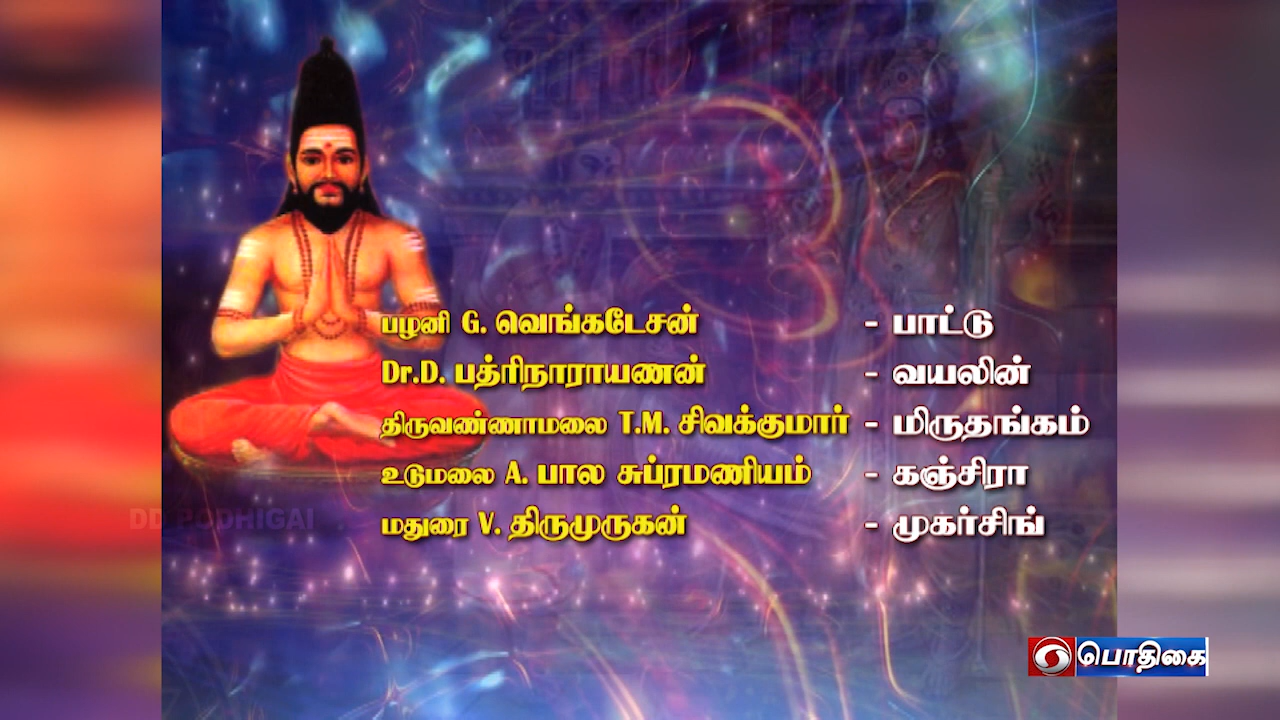 பழனி G. வெங்கடேசன் - பாட்டு
Dr.D. பத்ரிநாராயணன் - வயலின்
திருவண்ணாமலை T.M. சிவக்குமார் - மிருதங்கம்
உடுமலை A. பால சுப்ரமணியம் - கஞ்சிரா
மதுரை V. திருமுருகன் - முகர்சிங்
DD PODHIGAI
பொதிகை